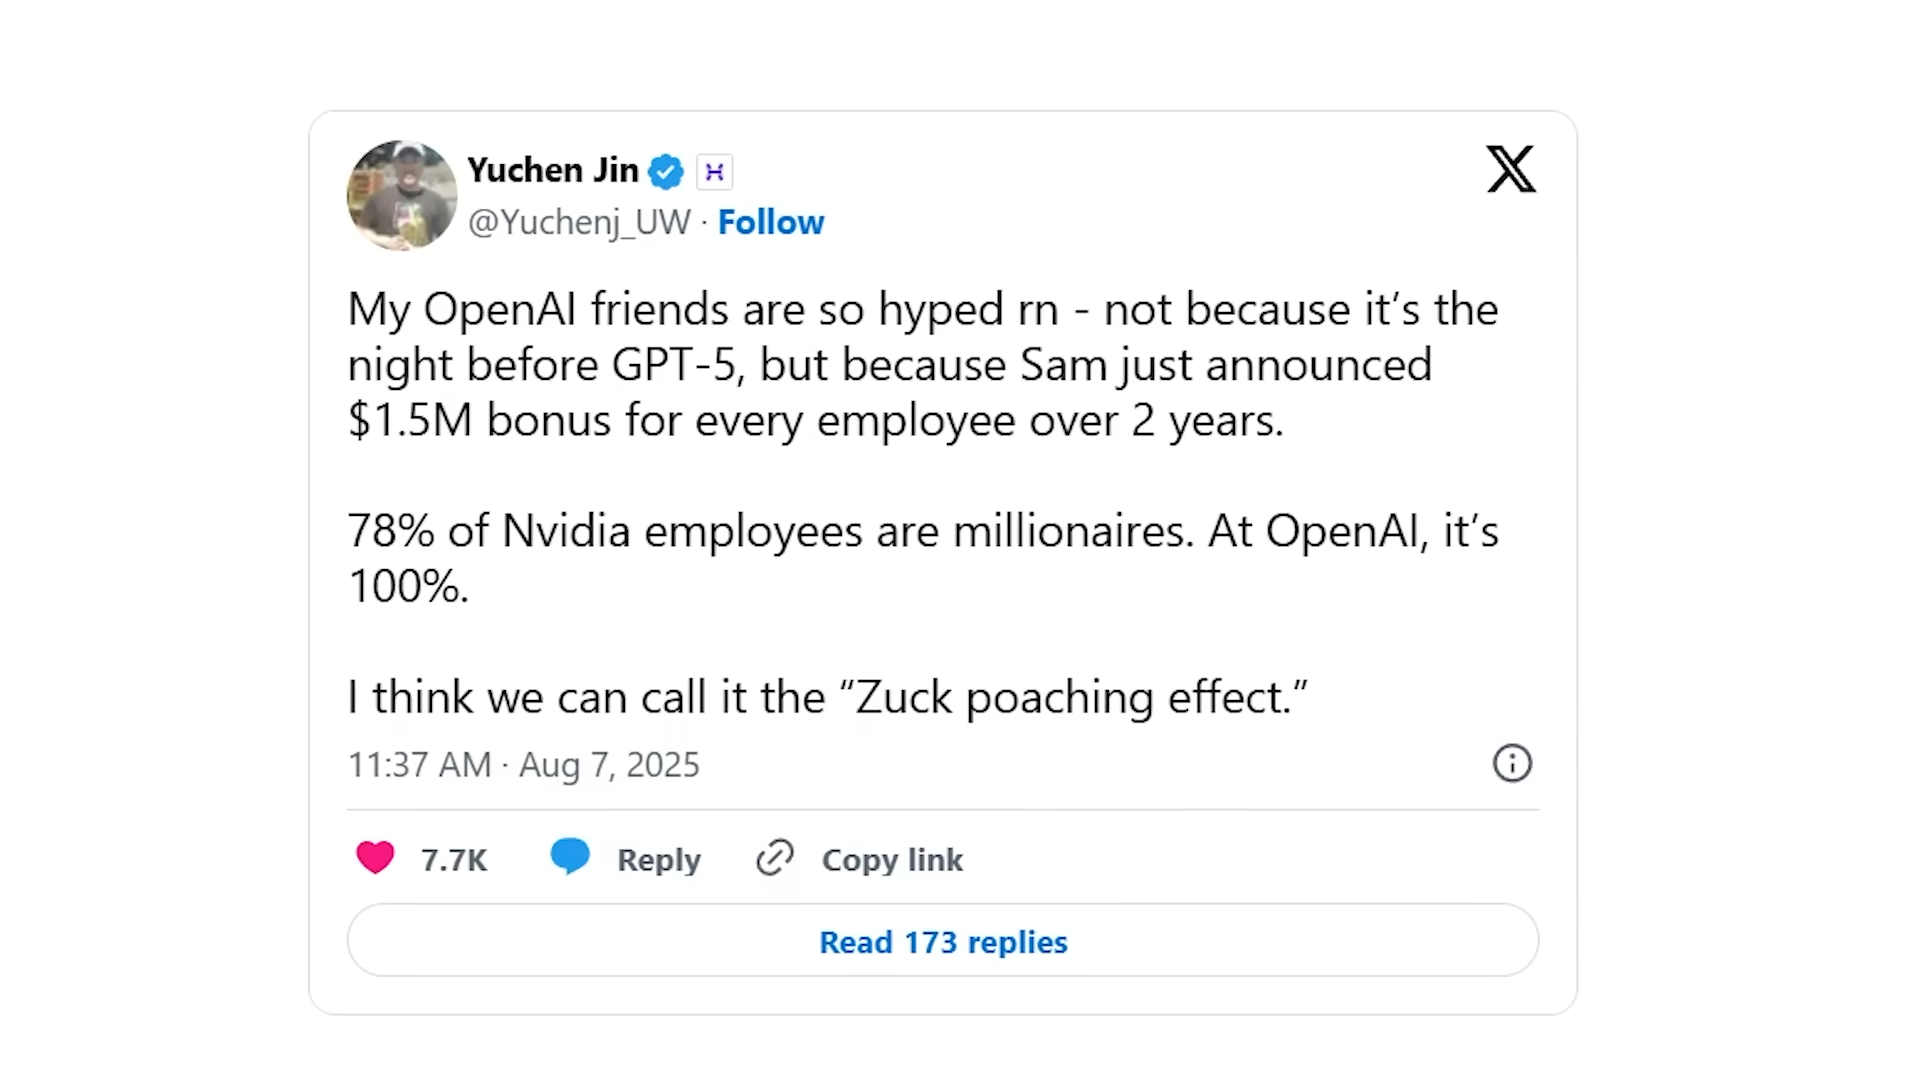 Yuchen Jin
@Yuchenj_UW · Follow
My OpenAI friends are so hyped rn - not because it’s the
night before GPT-5, but because Sam just announced
$1.5M bonus for every employee over 2 years.
78% of Nvidia employees are millionaires. At OpenAI, it’s
100%.
I think we can call it the “Zuck poaching effect.”
11:37 AM · Aug 7, 2025
7.7K Reply Copy link
Read 173 replies